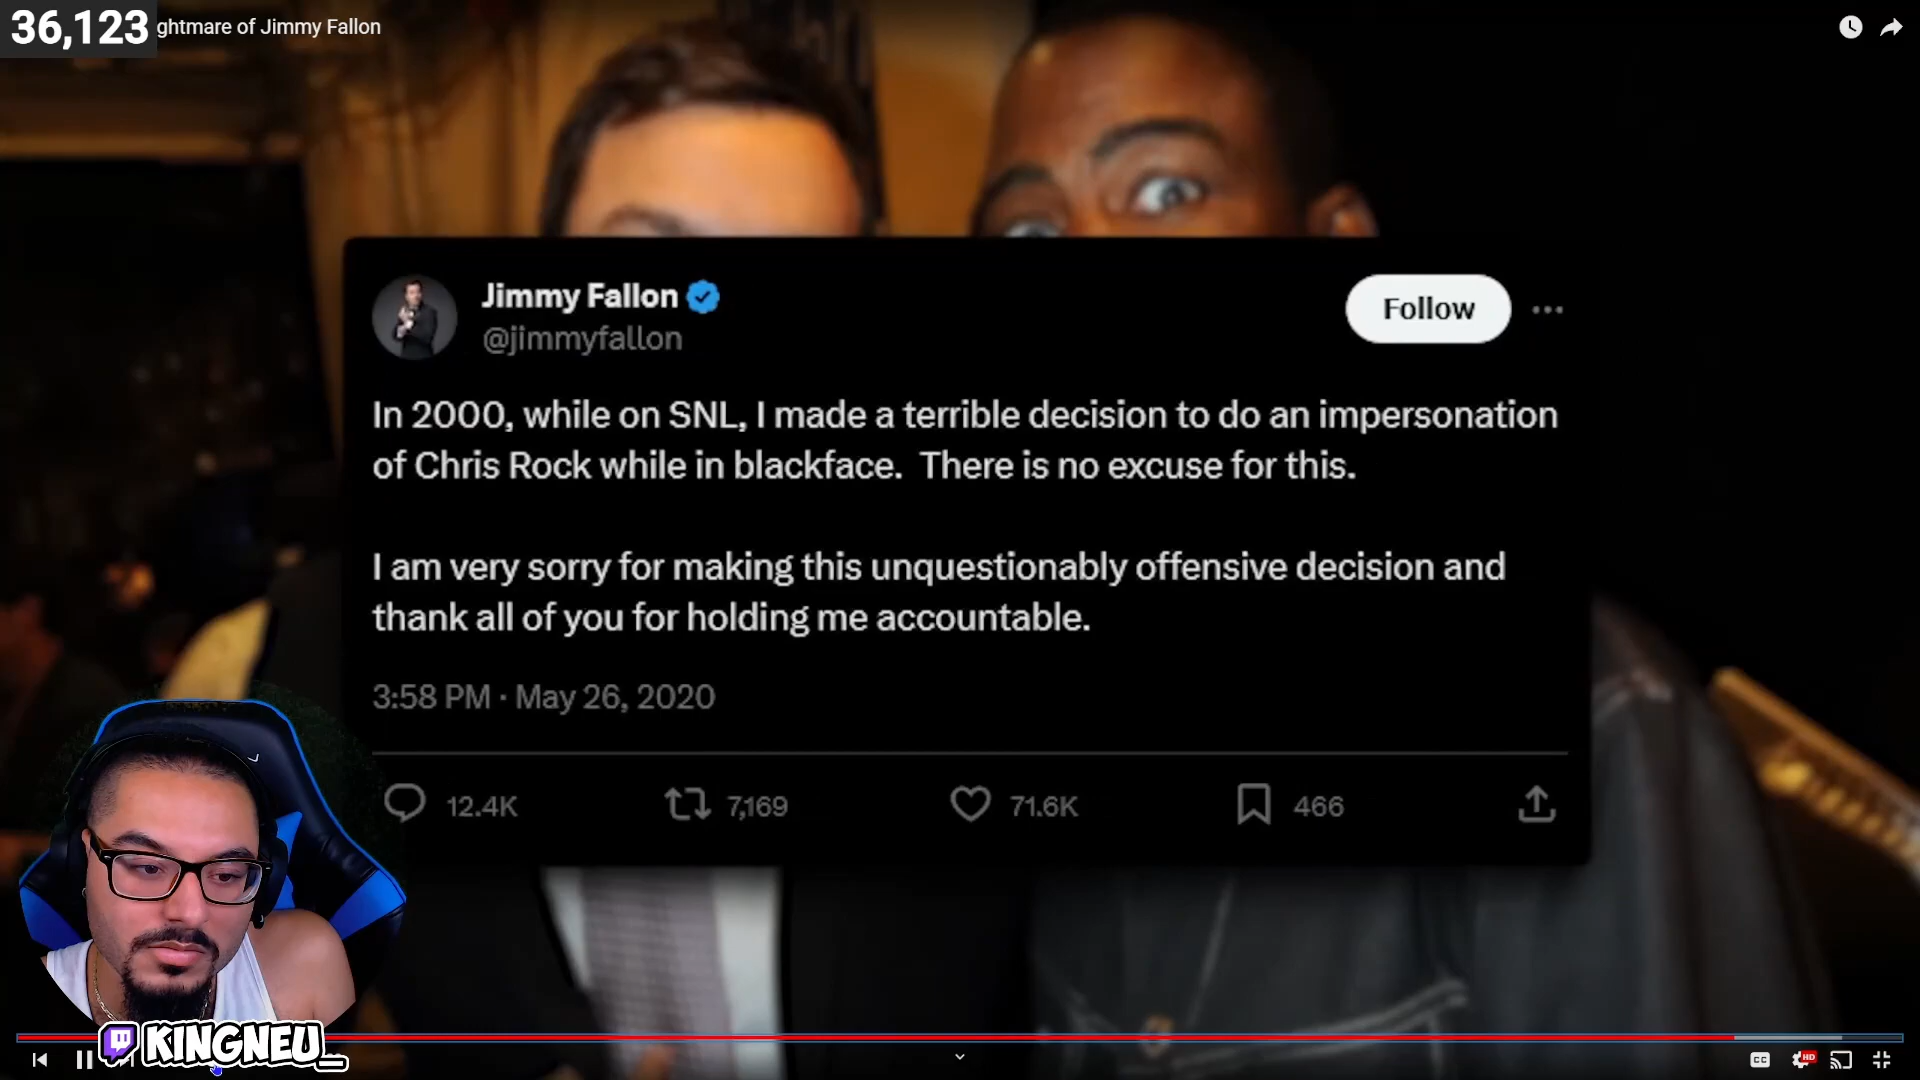 36,123
ghtmare of Jimmy Fallon
Jimmy Fallon
@jimmyfallon
Follow
In 2000, while on SNL, I made a terrible decision to do an impersonation
of Chris Rock while in blackface.  There is no excuse for this.
I am very sorry for making this unquestionably offensive decision and
thank all of you for holding me accountable.
3:58 PM · May 26, 2020
12.4K
7,169
71.6K
466
KINGNEU_
CC
HD